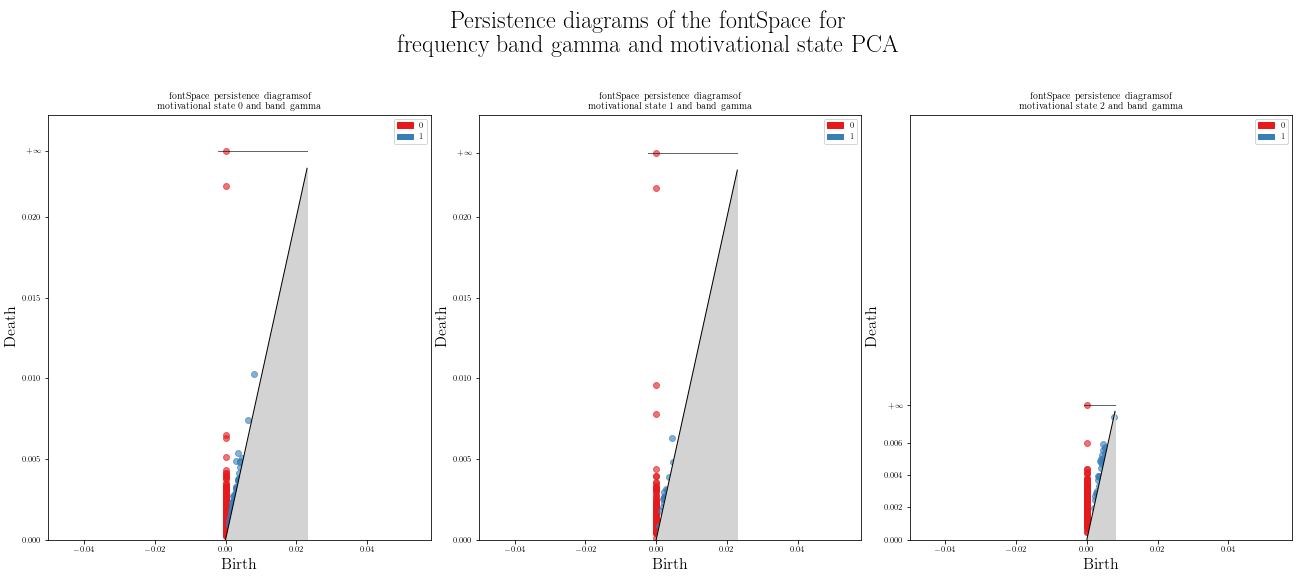 Persistence diagrams of the fontSpace for
frequency band gamma and motivational state PCA
fontSpace persistence diagramsof
motivational state 0 and band gamma
0
1
+∞
0.020
0.015
0.010
0.005
0.000
−0.04
−0.02
0.00
0.02
0.04
Death
Birth
fontSpace persistence diagramsof
motivational state 1 and band gamma
0
1
+∞
0.020
0.015
0.010
0.005
0.000
−0.04
−0.02
0.00
0.02
0.04
Death
Birth
fontSpace persistence diagramsof
motivational state 2 and band gamma
0
1
+∞
0.006
0.004
0.002
0.000
−0.04
−0.02
0.00
0.02
0.04
Death
Birth